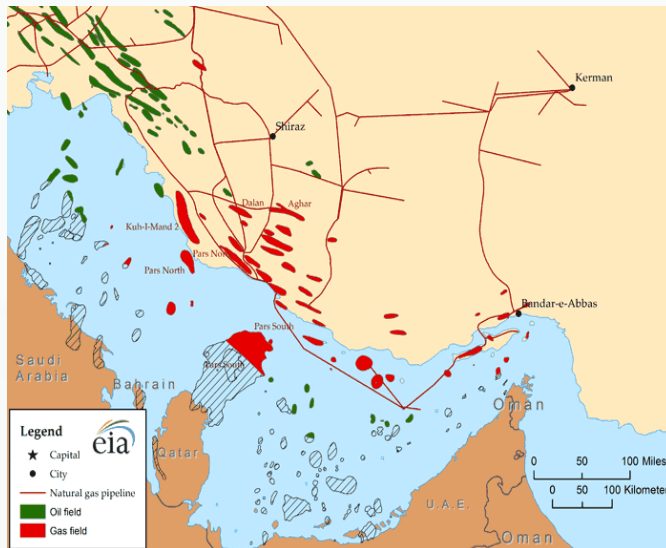 Kerman
Shiraz
Dalan
Aghar
Kuh-I-Mand 2
Pars Nor
Pars North
Bandar-e-Abbas
Pars South
Pars South
Saudi
Arabia
Bahrain
Qatar
Oman
U.A.E.
Oman
Legend
eia
Capital
City
Natural gas pipeline
Oil field
Gas field
0 50 100 Miles
0 50 100 Kilometer